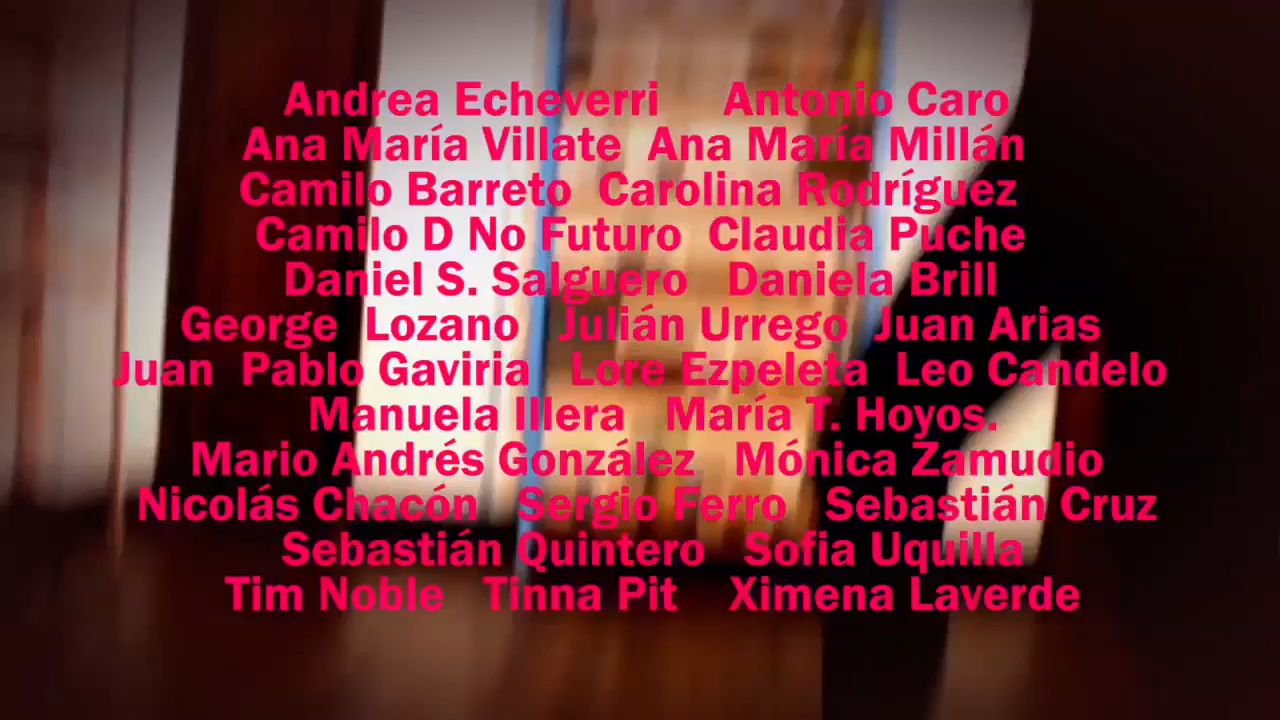 Andrea Echeverri Antonio Caro
Ana María Villate Ana María Millán
Camilo Barreto Carolina Rodríguez
Camilo D No Futuro Claudia Puche
Daniel S. Salguero Daniela Brill
George Lozano Julián Urrego Juan Arias
Juan Pablo Gaviria Lore Ezpeleta Leo Candelo
Manuela Illera María T. Hoyos.
Mario Andrés González Mónica Zamudio
Nicolás Chacón Sergio Ferro Sebastián Cruz
Sebastián Quintero Sofia Uquilla
Tim Noble Tinna Pit Ximena Laverde